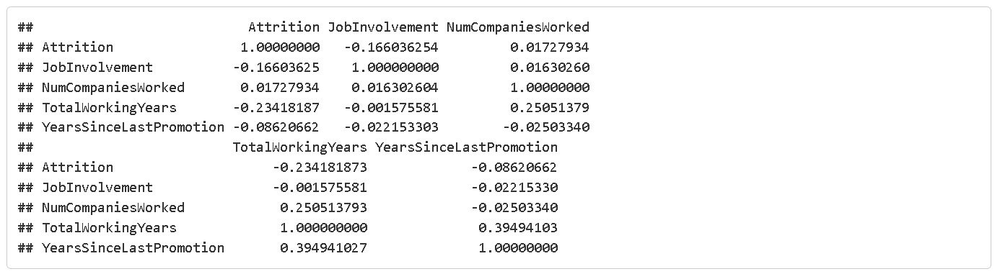 ##                       Attrition JobInvolvement NumCompaniesWorked
## Attrition            1.00000000   -0.166036254         0.01727934
## JobInvolvement      -0.16603625    1.000000000         0.01630260
## NumCompaniesWorked   0.01727934    0.016302604         1.00000000
## TotalWorkingYears   -0.23418187   -0.001575581         0.25051379
## YearsSinceLastPromotion -0.08620662   -0.022153303        -0.02503340
##                     TotalWorkingYears YearsSinceLastPromotion
## Attrition                -0.234181873             -0.08620662
## JobInvolvement           -0.001575581             -0.02215330
## NumCompaniesWorked        0.250513793             -0.02503340
## TotalWorkingYears         1.000000000              0.39494103
## YearsSinceLastPromotion       0.394941027              1.00000000